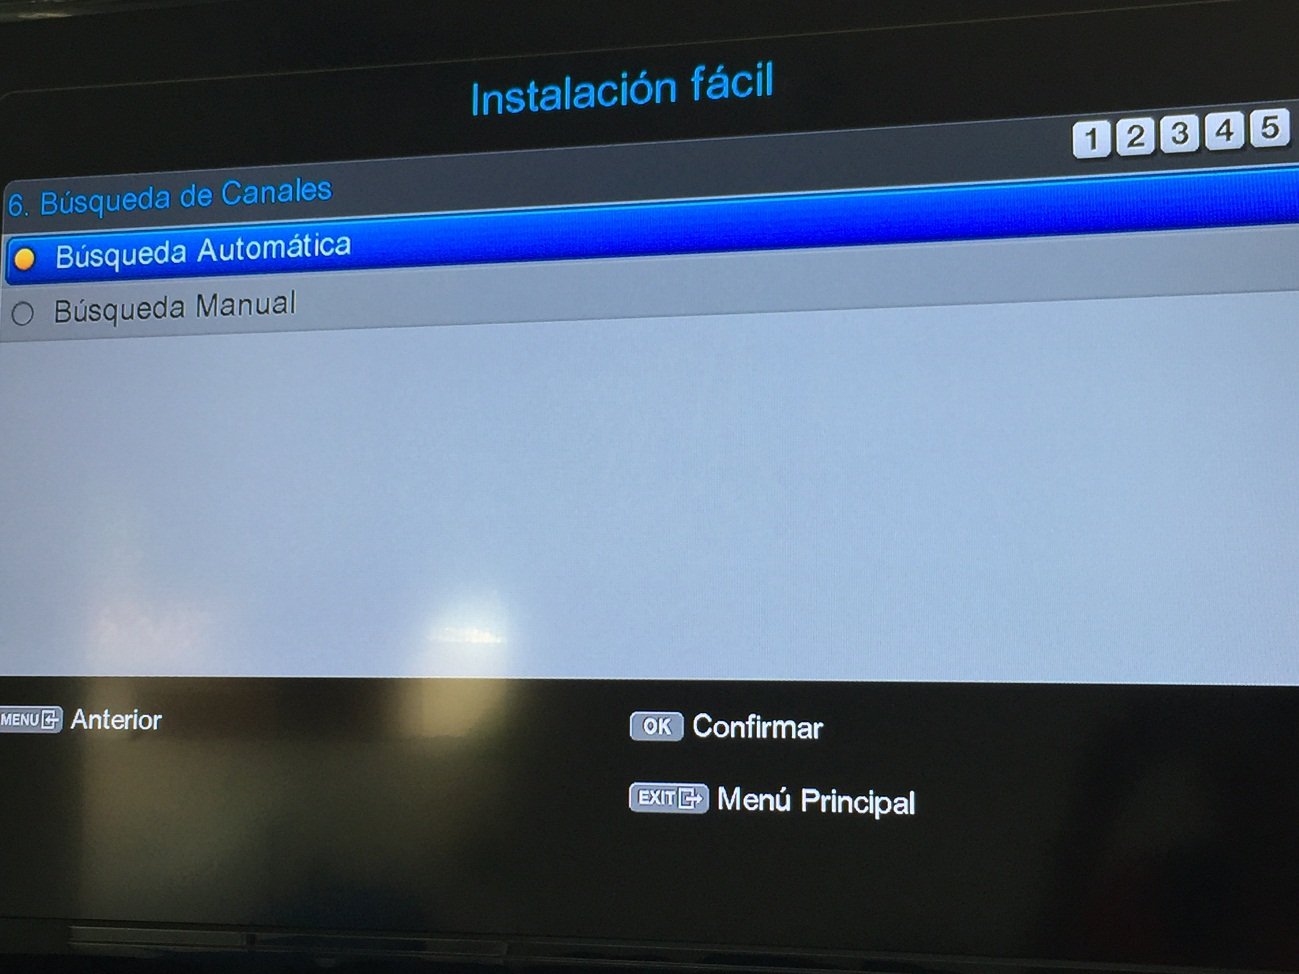 Instalación fácil
1 2 3 4 5
6. Búsqueda de Canales
Búsqueda Automática
Búsqueda Manual
MENU Anterior
OK Confirmar
EXIT Menú Principal